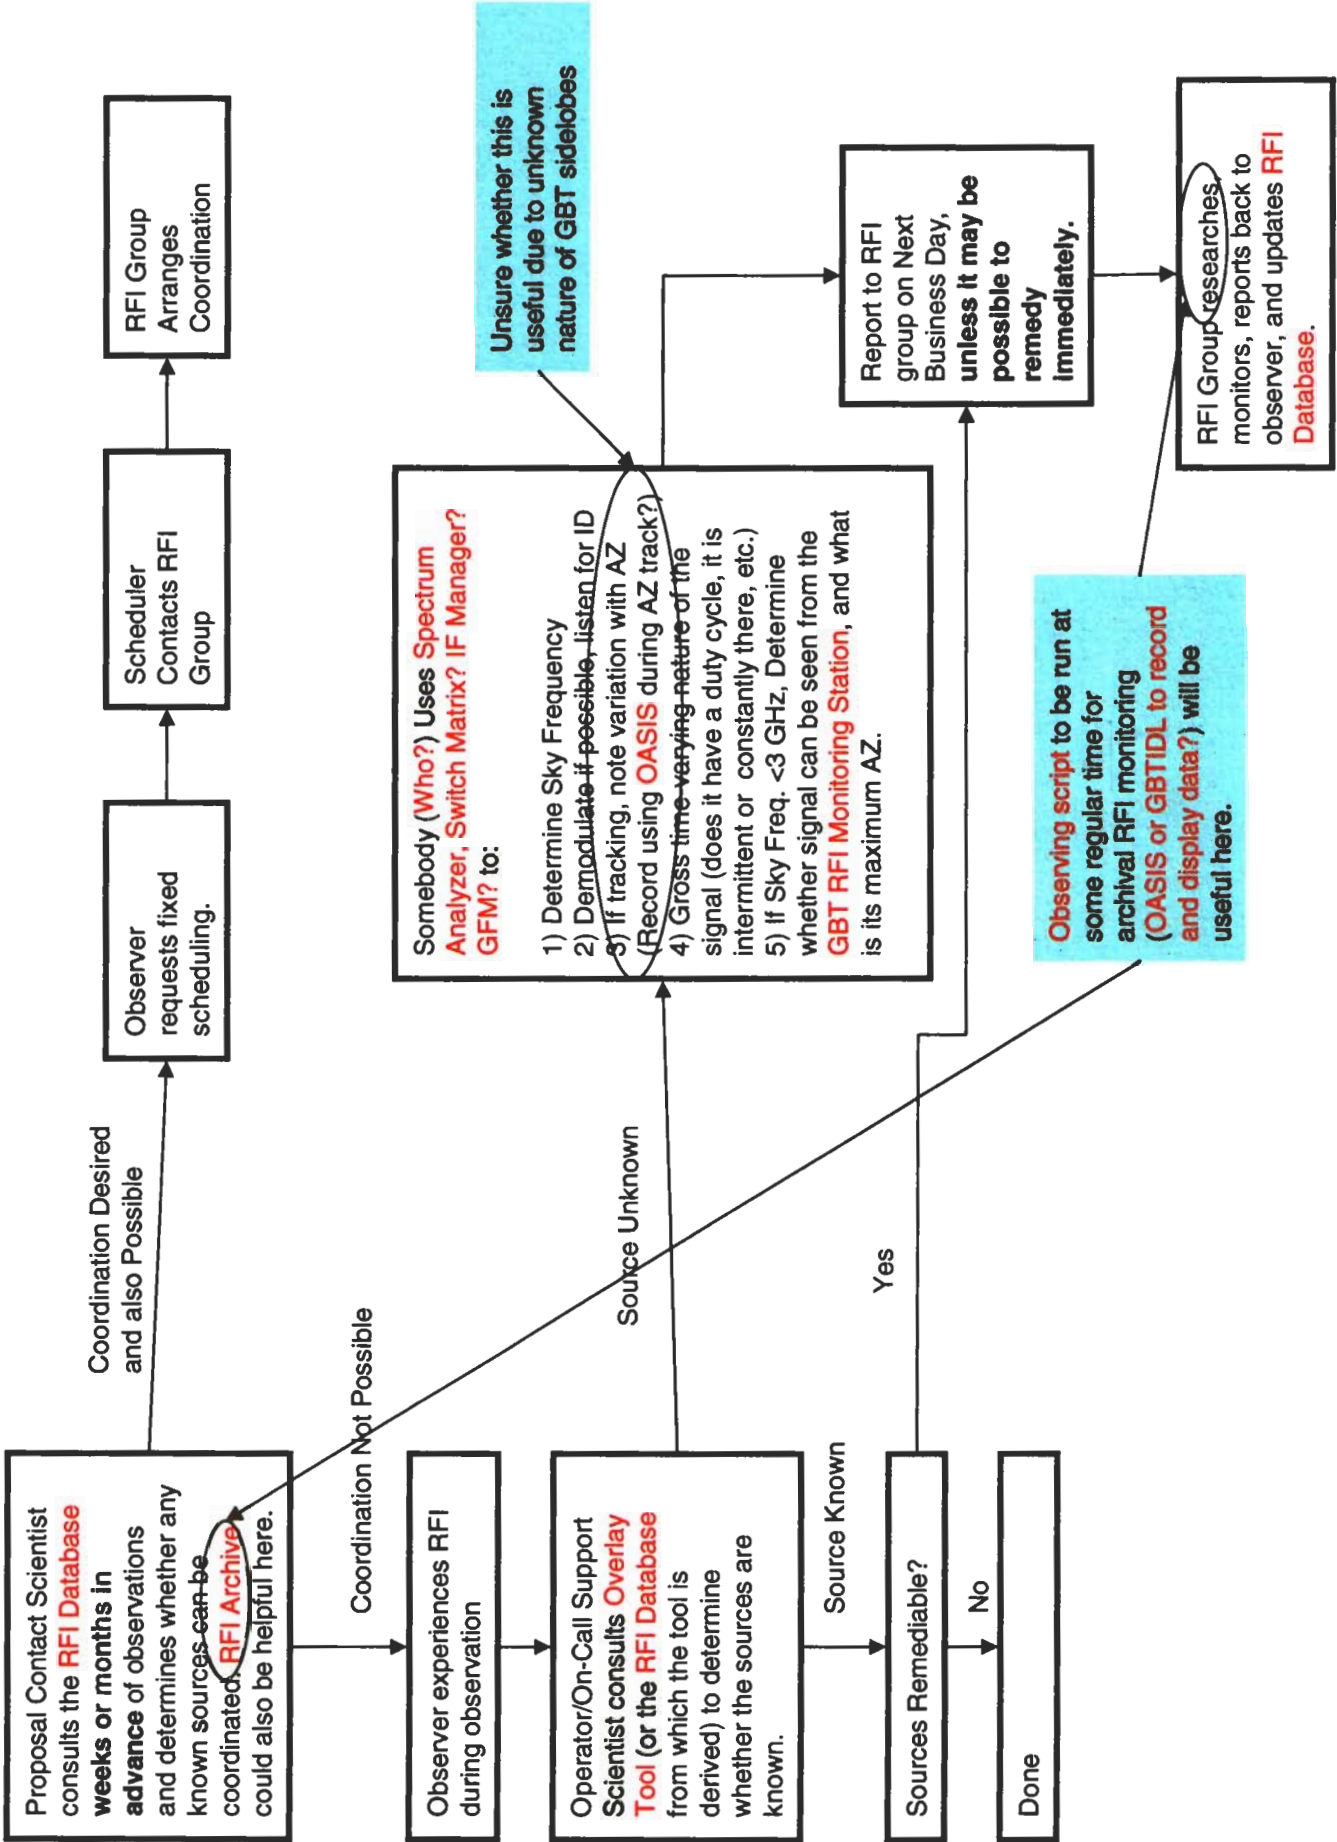 Proposal Contact Scientist
consults the RFI Database
weeks or months in
advance of observations
and determines whether any
known sources can be
coordinated. RFI Archive
could also be helpful here.
Coordination Desired
and also Possible
Observer
requests fixed
scheduling.
Scheduler
Contacts RFI
Group
RFI Group
Arranges
Coordination
Coordination Not Possible
Observer experiences RFI
during observation
Operator/On-Call Support
Scientist consults Overlay
Tool (or the RFI Database
from which the tool is
derived) to determine
whether the sources are
known.
Source Unknown
Somebody (Who?) Uses Spectrum
Analyzer, Switch Matrix? IF Manager?
GFM? to:
1) Determine Sky Frequency
2) Demodulate if possible, listen for ID
3) If tracking, note variation with AZ
(Record using OASIS during AZ track?)
4) Gross time-varying nature of the
signal (does it have a duty cycle, it is
intermittent or constantly there, etc.)
5) If Sky Freq. <3 GHz, Determine
whether signal can be seen from the
GBT RFI Monitoring Station, and what
is its maximum AZ.
Unsure whether this is
useful due to unknown
nature of GBT sidelobes
Source Known
Sources Remediable?
Yes
No
Done
Report to RFI
group on Next
Business Day,
unless it may be
possible to
remedy
immediately.
Observing script to be run at
some regular time for
archival RFI monitoring
(OASIS or GBTIDL to record
and display data?) will be
useful here.
RFI Group researches,
monitors, reports back to
observer, and updates RFI
Database.